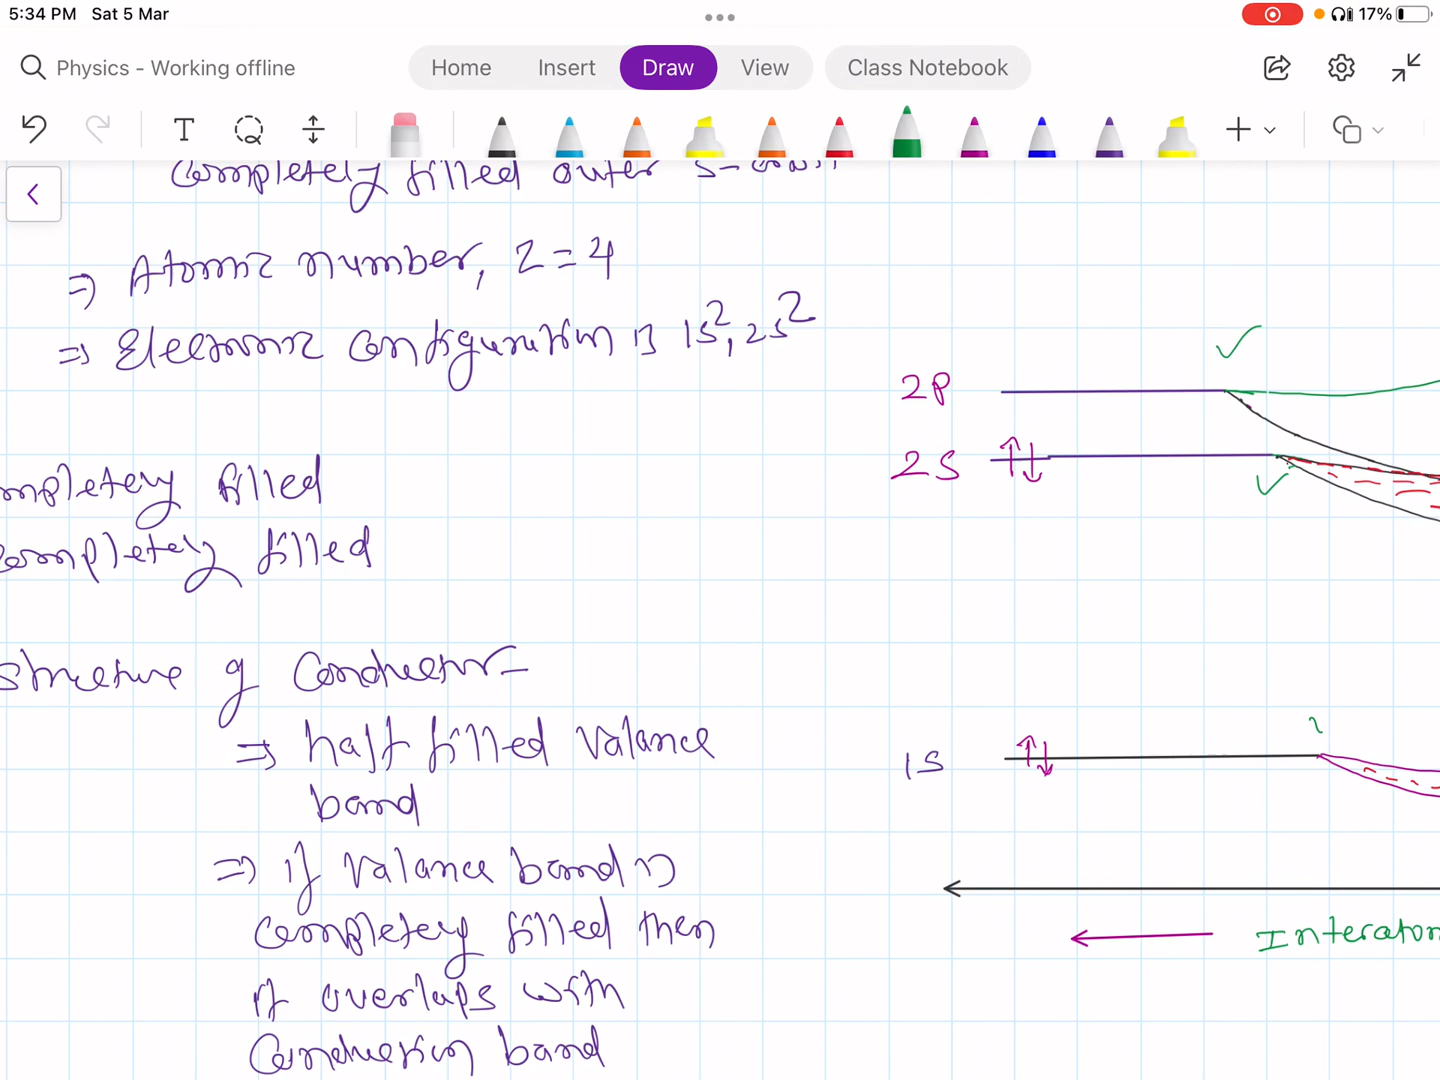 5:34 PM Sat 5 Mar
17%
Physics - Working offline
Home Insert Draw View Class Notebook
T
Completely filled outer
⇒ Atomic number, Z = 4
⇒ Electronic configuration is 1s², 2s²
mpletely filled
completely filled
structure of Conductor -
⇒ half filled valance
band
⇒ if valance band is
completely filled then
it overlaps with
Conduction band
2P
2S
1S
Interatom